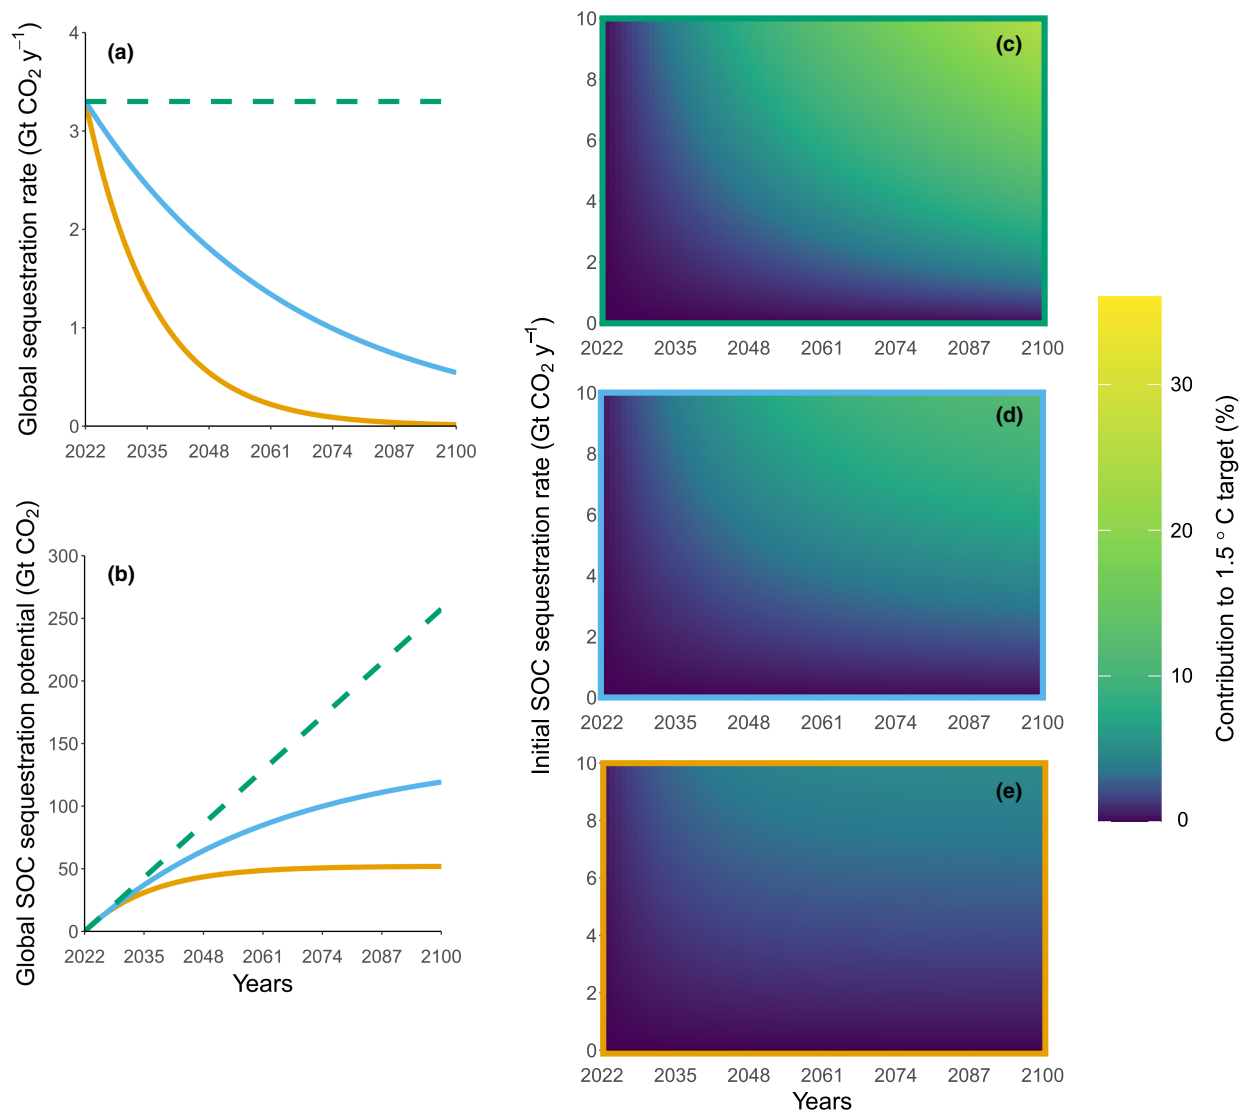 (a)
Global sequestration rate (Gt CO₂ y⁻¹)
4
3
2
1
0
2022 2035 2048 2061 2074 2087 2100
(b)
Global SOC sequestration potential (Gt CO₂)
300
250
200
150
100
50
0
2022 2035 2048 2061 2074 2087 2100
Years
Initial SOC sequestration rate (Gt CO₂ y⁻¹)
(c)
10
8
6
4
2
0
2022 2035 2048 2061 2074 2087 2100
(d)
10
8
6
4
2
0
2022 2035 2048 2061 2074 2087 2100
(e)
10
8
6
4
2
0
2022 2035 2048 2061 2074 2087 2100
Years
30
20
10
0
Contribution to 1.5 ° C target (%)